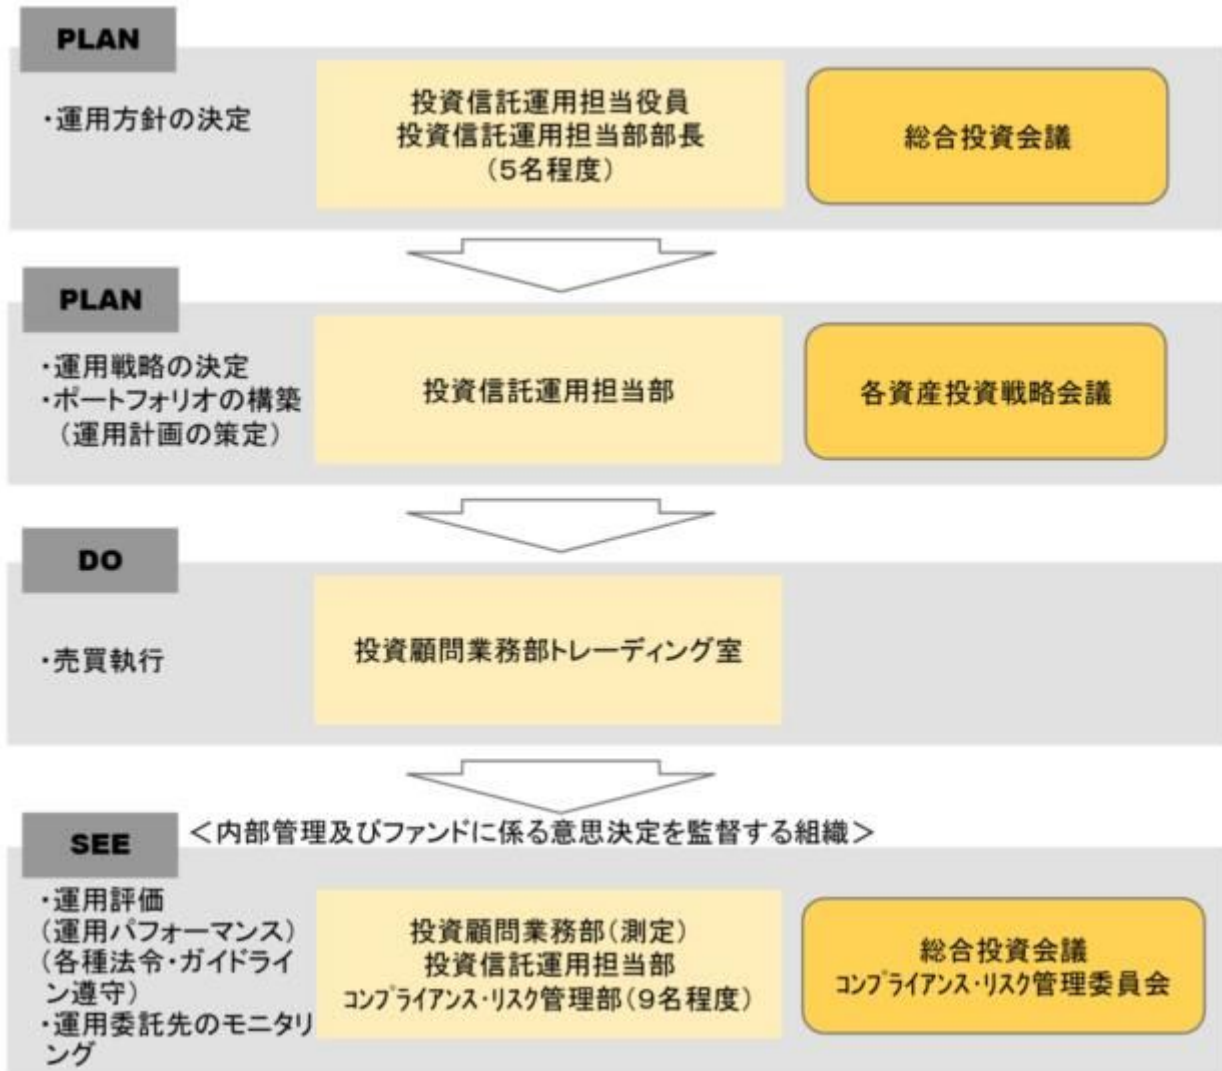 PLAN
・運用方針の決定
投資信託運用担当役員
投資信託運用担当部部長
(5名程度)
総合投資会議
PLAN
・運用戦略の決定
・ポートフォリオの構築
(運用計画の策定)
投資信託運用担当部
各資産投資戦略会議
DO
・売買執行
投資顧問業務部トレーディング室
SEE
<内部管理及びファンドに係る意思決定を監督する組織>
・運用評価
(運用パフォーマンス)
(各種法令・ガイドライ
ン遵守)
・運用委託先のモニタリ
ング
投資顧問業務部(測定)
投資信託運用担当部
コンプライアンス・リスク管理部(9名程度)
総合投資会議
コンプライアンス・リスク管理委員会